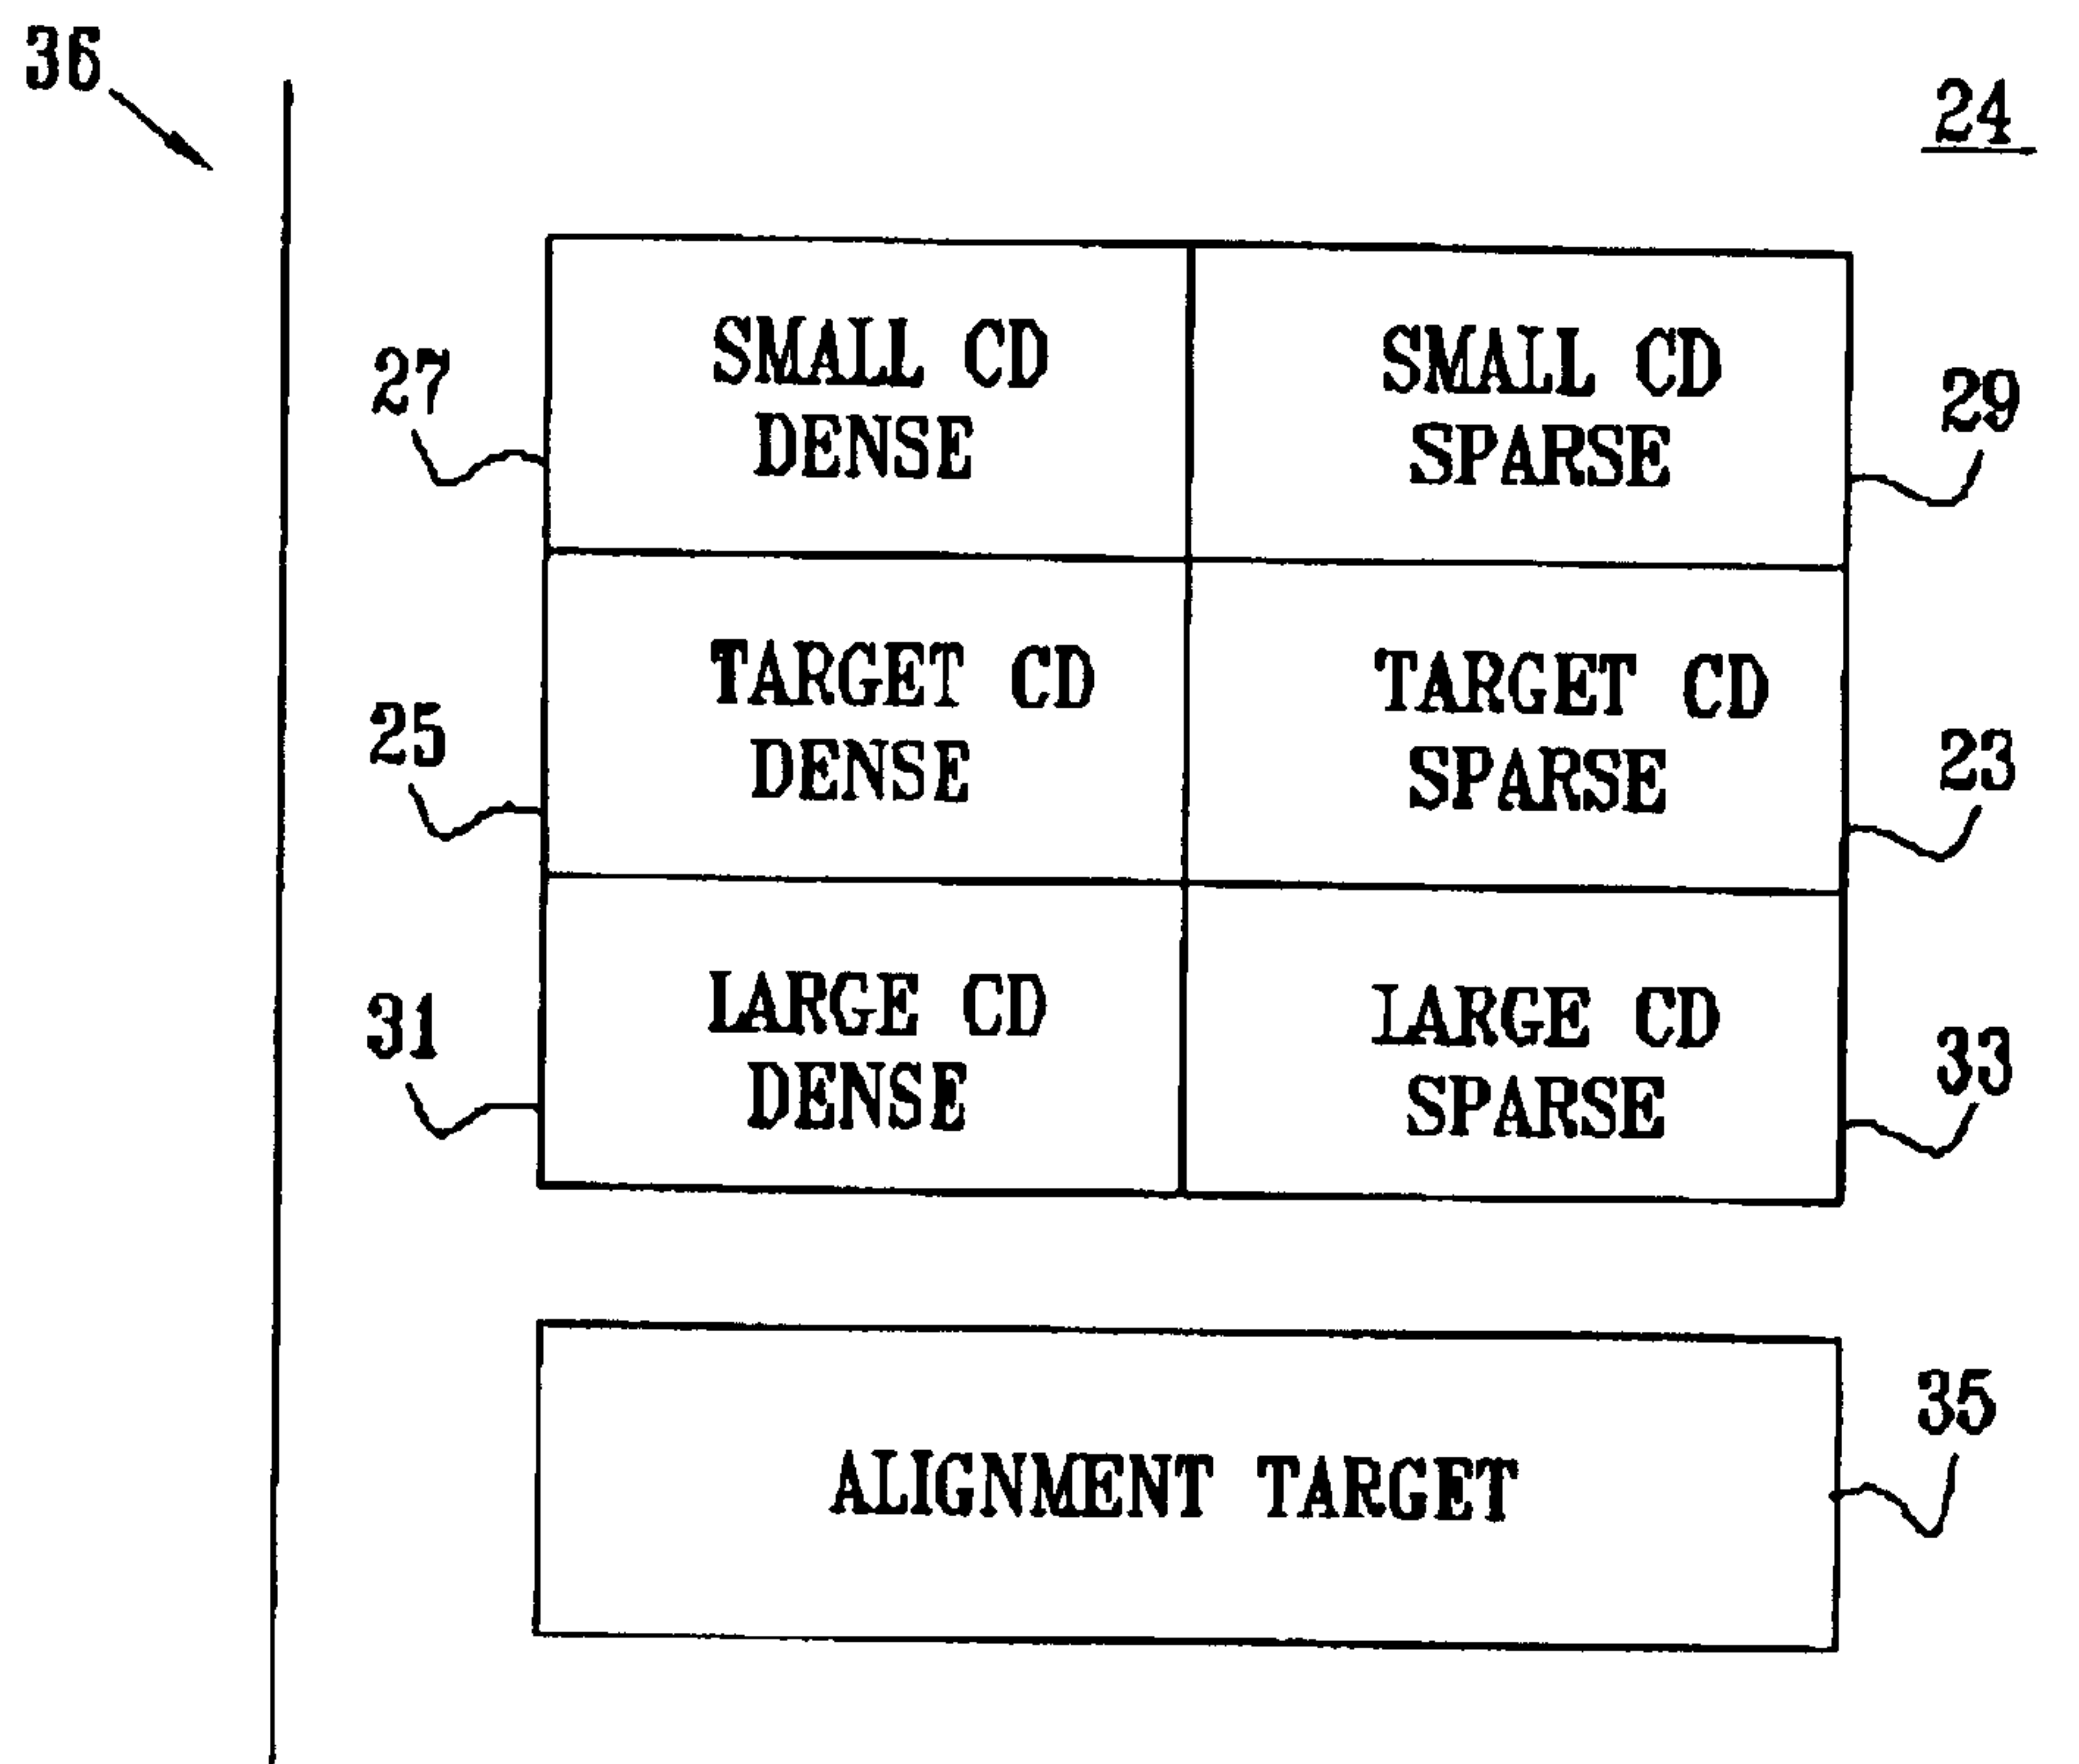 36
24
SMALL CD
DENSE
SMALL CD
SPARSE
27
29
TARGET CD
DENSE
TARGET CD
SPARSE
25
23
LARGE CD
DENSE
LARGE CD
SPARSE
31
33
ALIGNMENT TARGET
35